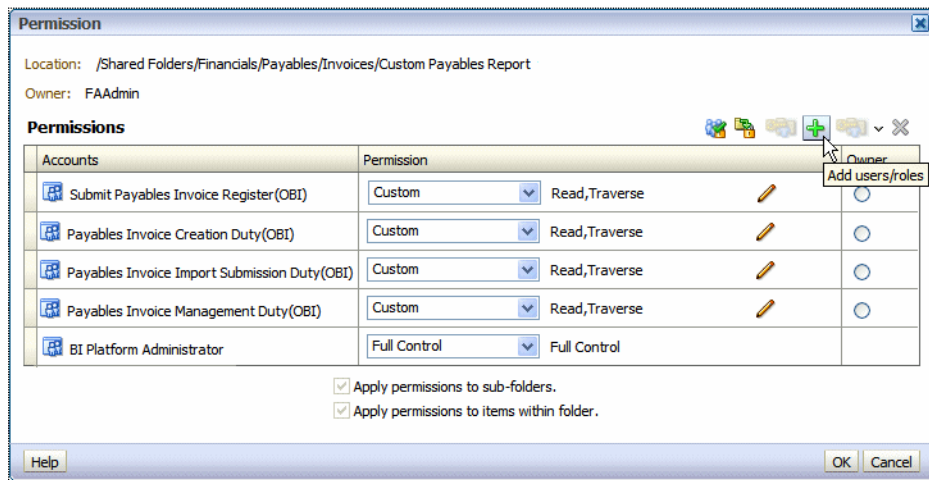 Permission
Location: /Shared Folders/Financials/Payables/Invoices/Custom Payables Report
Owner: FAAdmin
Permissions
Accounts Permission Owner
Add users/roles
Submit Payables Invoice Register(OBI) Custom Read,Traverse
Payables Invoice Creation Duty(OBI) Custom Read,Traverse
Payables Invoice Import Submission Duty(OBI) Custom Read,Traverse
Payables Invoice Management Duty(OBI) Custom Read,Traverse
BI Platform Administrator Full Control Full Control
Apply permissions to sub-folders.
Apply permissions to items within folder.
Help OK Cancel